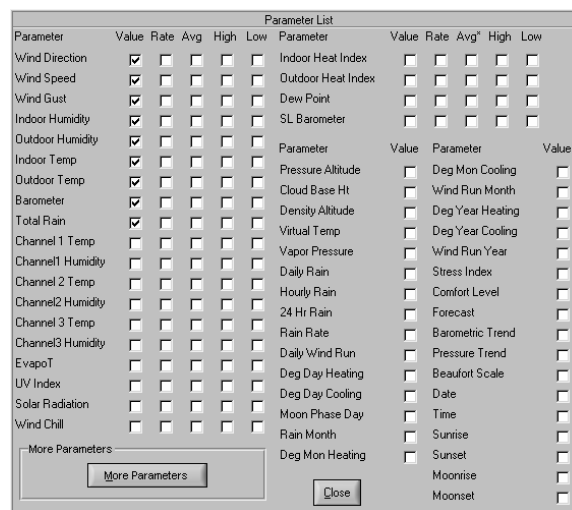 Parameter List
Parameter Value Rate Avg High Low
Wind Direction
Wind Speed
Wind Gust
Indoor Humidity
Outdoor Humidity
Indoor Temp
Outdoor Temp
Barometer
Total Rain
Channel 1 Temp
Channel1 Humidity
Channel 2 Temp
Channel2 Humidity
Channel 3 Temp
Channel3 Humidity
EvapoT
UV Index
Solar Radiation
Wind Chill
More Parameters
More Parameters
Parameter Value Rate Avg* High Low
Indoor Heat Index
Outdoor Heat Index
Dew Point
SL Barometer
Parameter Value
Pressure Altitude
Cloud Base Ht
Density Altitude
Virtual Temp
Vapor Pressure
Daily Rain
Hourly Rain
24 Hr Rain
Rain Rate
Daily Wind Run
Deg Day Heating
Deg Day Cooling
Moon Phase Day
Rain Month
Deg Mon Heating
Close
Parameter Value
Deg Mon Cooling
Wind Run Month
Deg Year Heating
Deg Year Cooling
Wind Run Year
Stress Index
Comfort Level
Forecast
Barometric Trend
Pressure Trend
Beaufort Scale
Date
Time
Sunrise
Sunset
Moonrise
Moonset